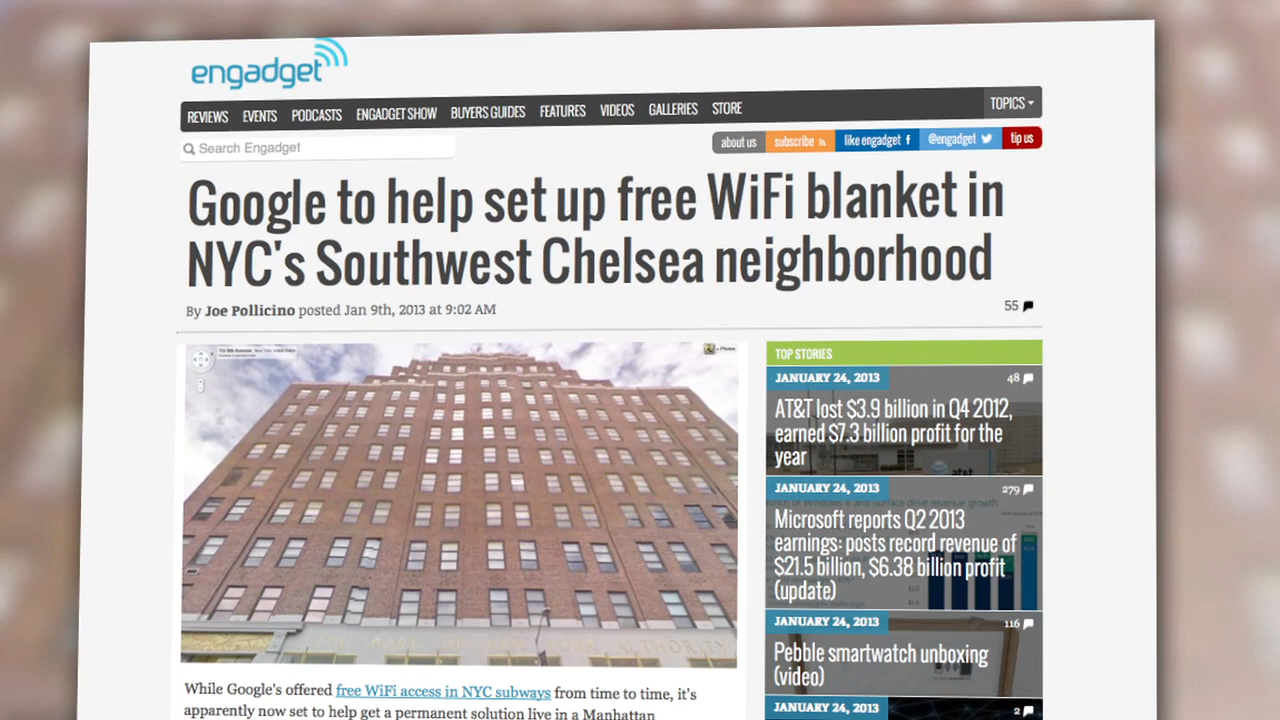 engadget
REVIEWS EVENTS PODCASTS ENGADGET SHOW BUYERS GUIDES FEATURES VIDEOS GALLERIES STORE TOPICS
Search Engadget
about us subscribe like engadget f @engadget tip us
Google to help set up free WiFi blanket in
NYC's Southwest Chelsea neighborhood
By Joe Pollicino posted Jan 9th, 2013 at 9:02 AM
55
TOP STORIES
JANUARY 24, 2013 48
AT&T lost $3.9 billion in Q4 2012,
earned $7.3 billion profit for the
year
at&t
JANUARY 24, 2013 279
Microsoft reports Q2 2013
earnings: posts record revenue of
$21.5 billion, $6.38 billion profit
(update)
JANUARY 24, 2013 116
Pebble smartwatch unboxing
(video)
JANUARY 24, 2013 2
While Google's offered free WiFi access in NYC subways from time to time, it's
apparently now set to help get a permanent solution live in a Manhattan